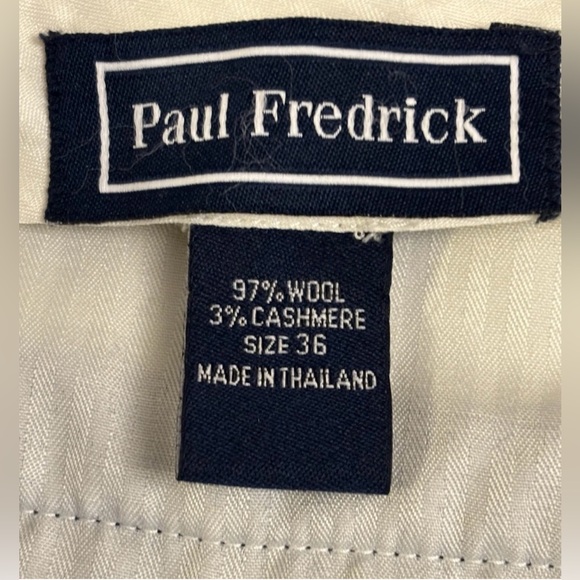 Paul Fredrick
97% WOOL
3% CASHMERE
SIZE 36
MADE IN THAILAND